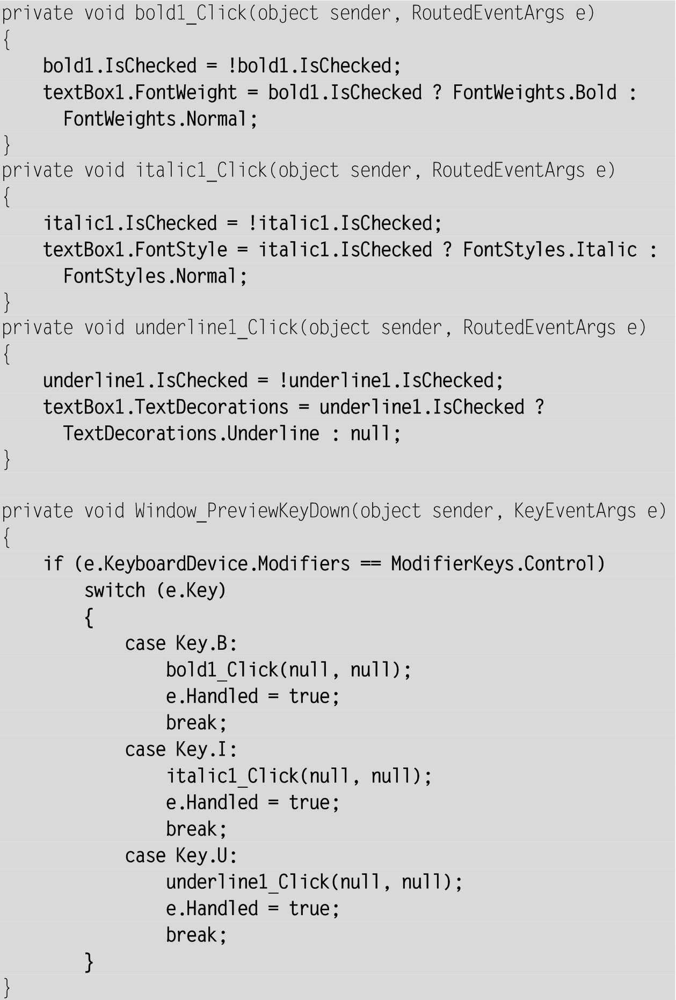 private void bold1_Click(object sender, RoutedEventArgs e)
{
    bold1.IsChecked = !bold1.IsChecked;
    textBox1.FontWeight = bold1.IsChecked ? FontWeights.Bold :
      FontWeights.Normal;
}
private void italic1_Click(object sender, RoutedEventArgs e)
{
    italic1.IsChecked = !italic1.IsChecked;
    textBox1.FontStyle = italic1.IsChecked ? FontStyles.Italic :
      FontStyles.Normal;
}
private void underline1_Click(object sender, RoutedEventArgs e)
{
    underline1.IsChecked = !underline1.IsChecked;
    textBox1.TextDecorations = underline1.IsChecked ?
      TextDecorations.Underline : null;
}

private void Window_PreviewKeyDown(object sender, KeyEventArgs e)
{
    if (e.KeyboardDevice.Modifiers == ModifierKeys.Control)
        switch (e.Key)
        {
            case Key.B:
                bold1_Click(null, null);
                e.Handled = true;
                break;
            case Key.I:
                italic1_Click(null, null);
                e.Handled = true;
                break;
            case Key.U:
                underline1_Click(null, null);
                e.Handled = true;
                break;
        }
}